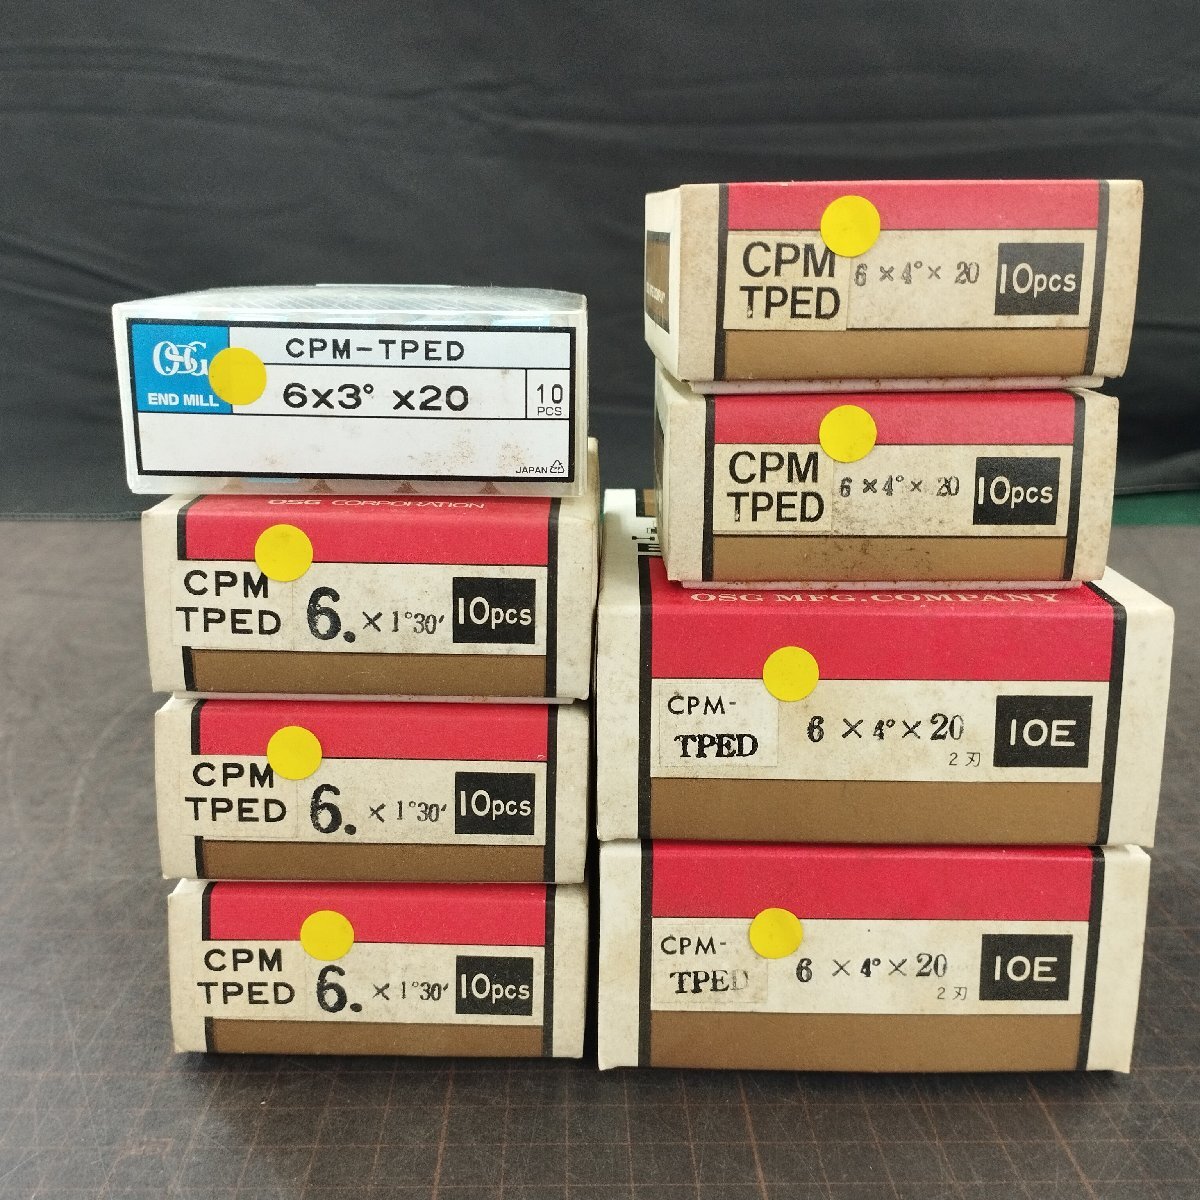 OSG
END MILL
CPM-TPED
6x3° x20
10
PCS
JAPAN
OSG CORPORATION
CPM
TPED
6. × 1°30′
10pcs
CPM
TPED
6. × 1°30′
10pcs
CPM
TPED
6. × 1°30′
10pcs
CPM
TPED
6 × 4° × 20
10pcs
CPM
TPED
6 × 4° × 20
10pcs
OSG MFG. COMPANY
CPM-
TPED
6 × 4° × 20
2刃
10E
CPM-
TPED
6 × 4° × 20
2刃
10E